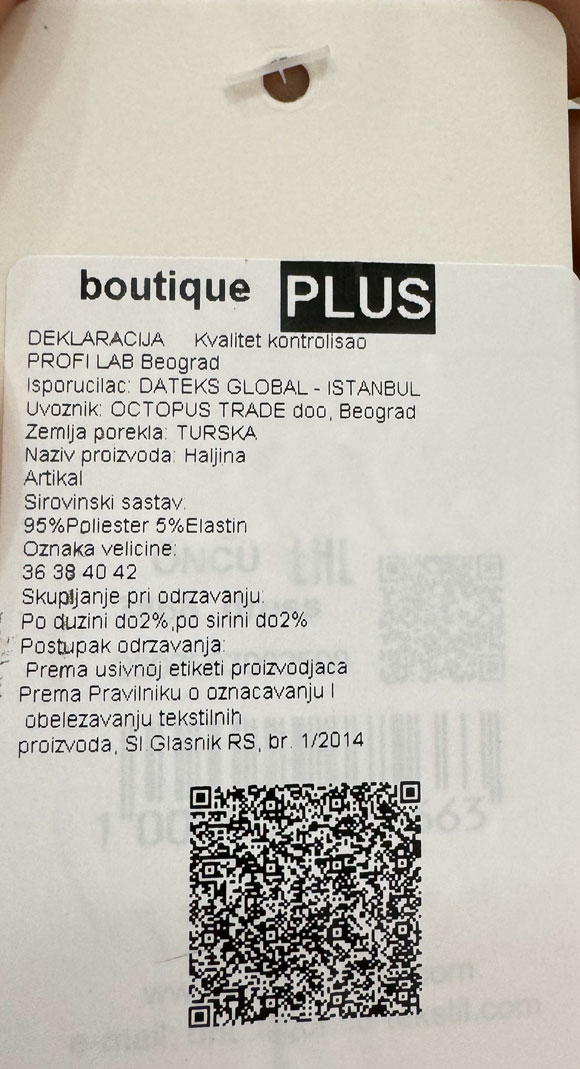 boutique PLUS
DEKLARACIJA Kvalitet kontrolisao
PROFI LAB Beograd
Isporucilac: DATEKS GLOBAL - ISTANBUL
Uvoznik: OCTOPUS TRADE doo, Beograd
Zemlja porekla: TURSKA
Naziv proizvoda: Haljina
Artikal
Sirovinski sastav:
95%Poliester 5%Elastin
Oznaka velicine:
36 38 40 42
Skupljanje pri odrzavanju:
Po duzini do2%,po sirini do2%
Postupak odrzavanja:
Prema usivnoj etiketi proizvodjaca
Prema Pravilniku o oznacavanju I
obelezavanju tekstilnih
proizvoda, Sl.Glasnik RS, br. 1/2014